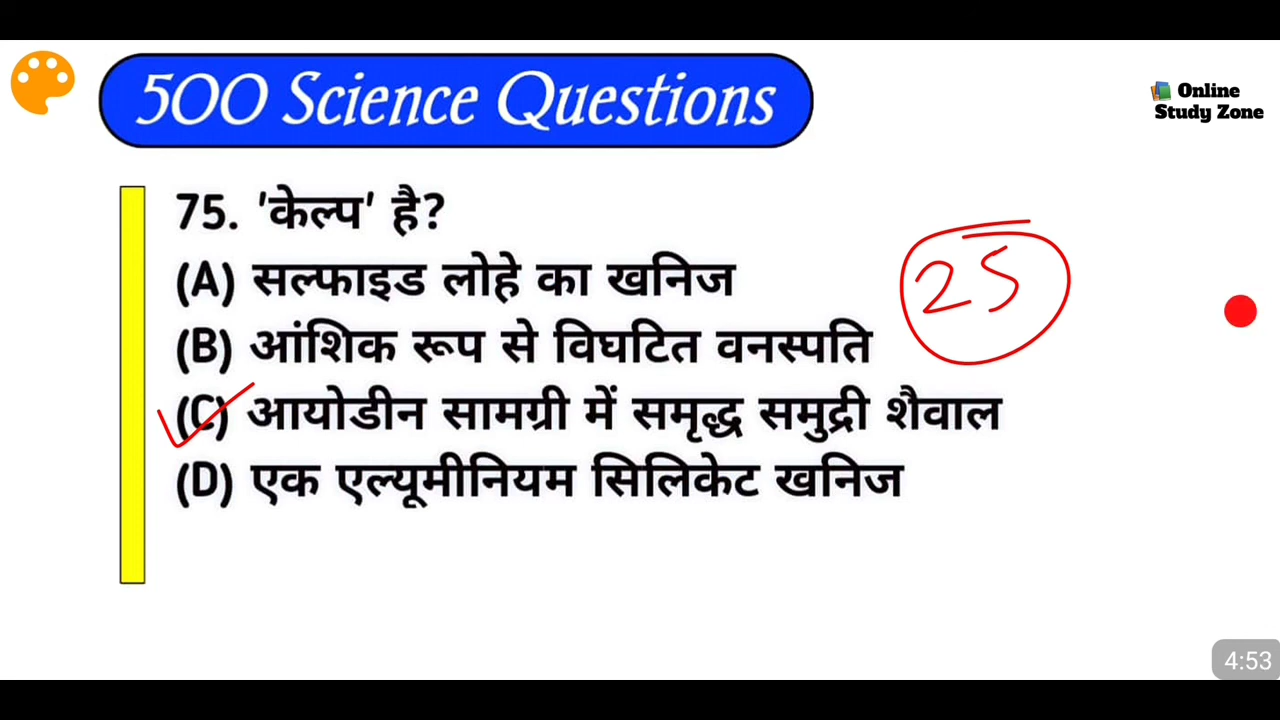 500 Science Questions
Online
Study Zone
75. 'केल्प' है?
(A) सल्फाइड लोहे का खनिज
25
(B) आंशिक रूप से विघटित वनस्पति
(C) आयोडीन सामग्री में समृद्ध समुद्री शैवाल
(D) एक एल्यूमीनियम सिलिकेट खनिज
4:53